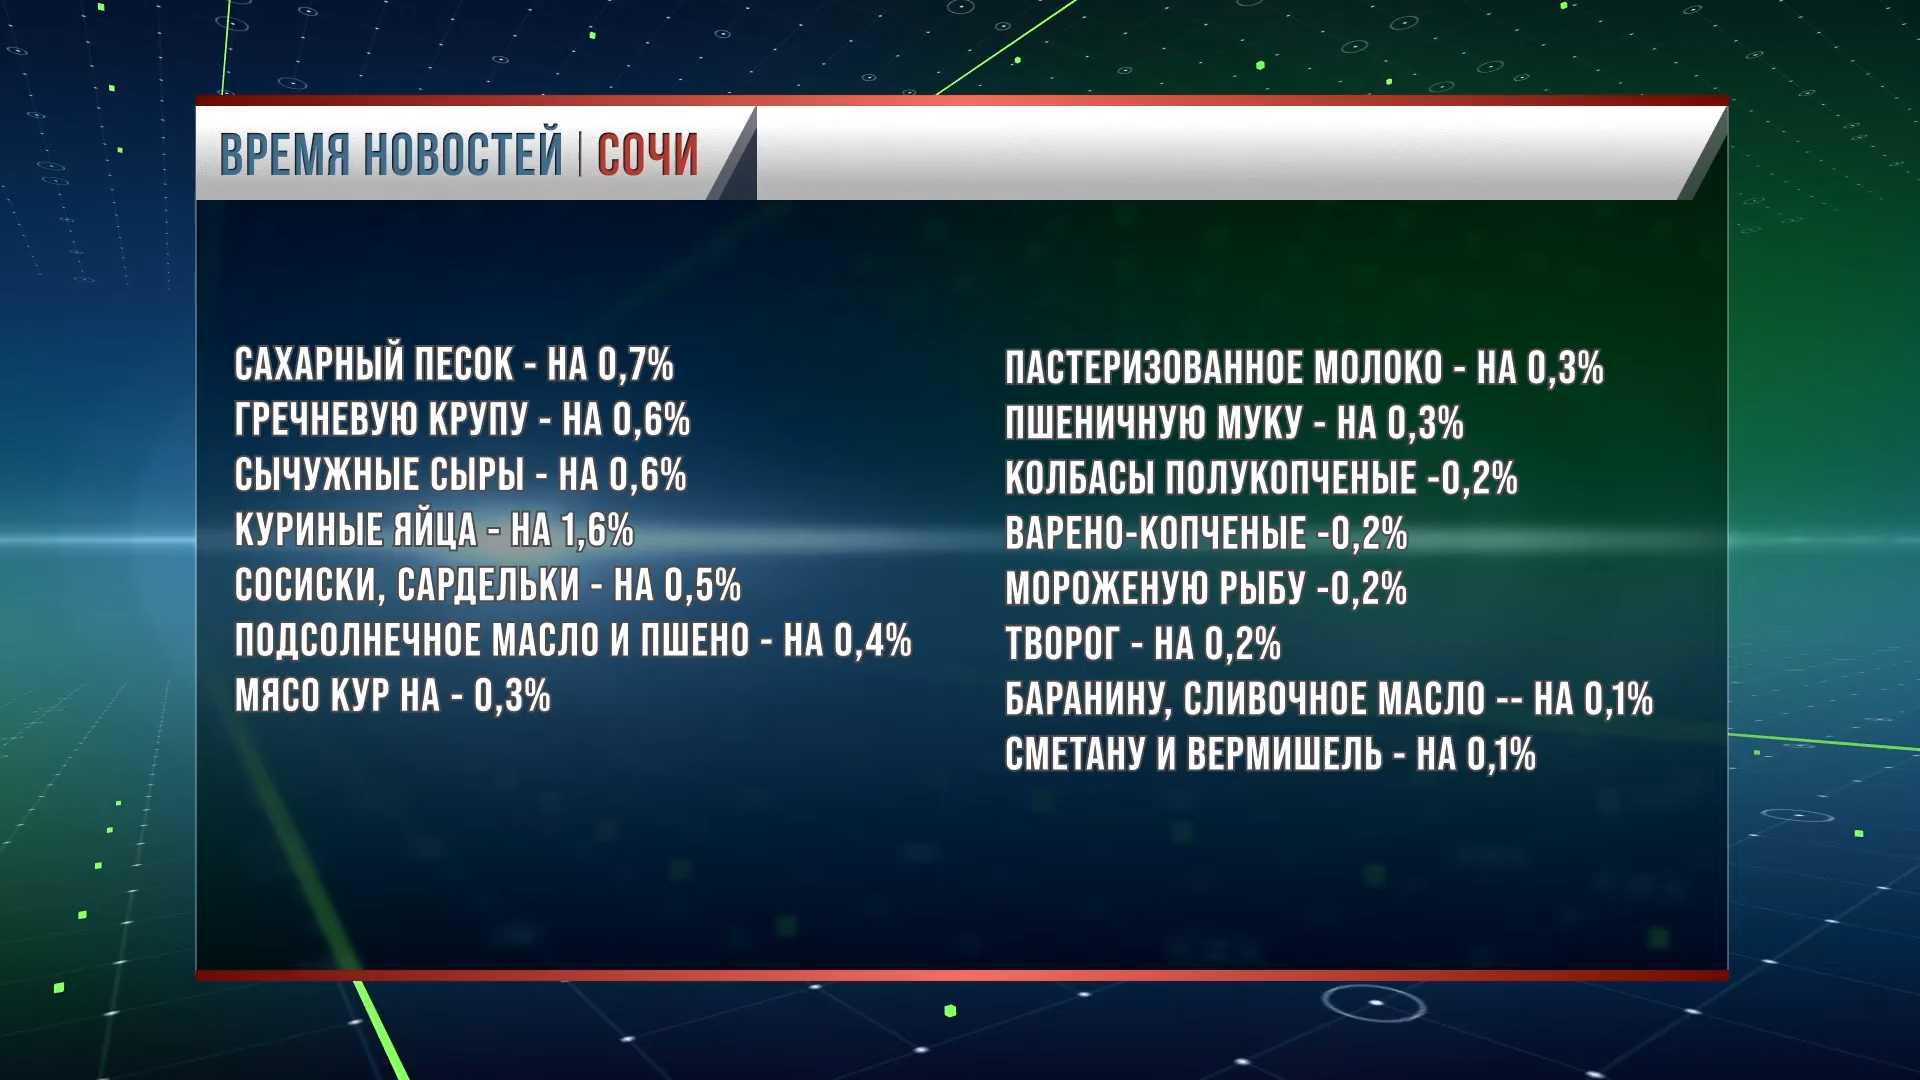 ВРЕМЯ НОВОСТЕЙ | СОЧИ
САХАРНЫЙ ПЕСОК - НА 0,7%
ГРЕЧНЕВУЮ КРУПУ - НА 0,6%
СЫЧУЖНЫЕ СЫРЫ - НА 0,6%
КУРИНЫЕ ЯЙЦА - НА 1,6%
СОСИСКИ, САРДЕЛЬКИ - НА 0,5%
ПОДСОЛНЕЧНОЕ МАСЛО И ПШЕНО - НА 0,4%
МЯСО КУР НА - 0,3%
ПАСТЕРИЗОВАННОЕ МОЛОКО - НА 0,3%
ПШЕНИЧНУЮ МУКУ - НА 0,3%
КОЛБАСЫ ПОЛУКОПЧЕНЫЕ -0,2%
ВАРЕНО-КОПЧЕНЫЕ -0,2%
МОРОЖЕНУЮ РЫБУ -0,2%
ТВОРОГ - НА 0,2%
БАРАНИНУ, СЛИВОЧНОЕ МАСЛО -- НА 0,1%
СМЕТАНУ И ВЕРМИШЕЛЬ - НА 0,1%